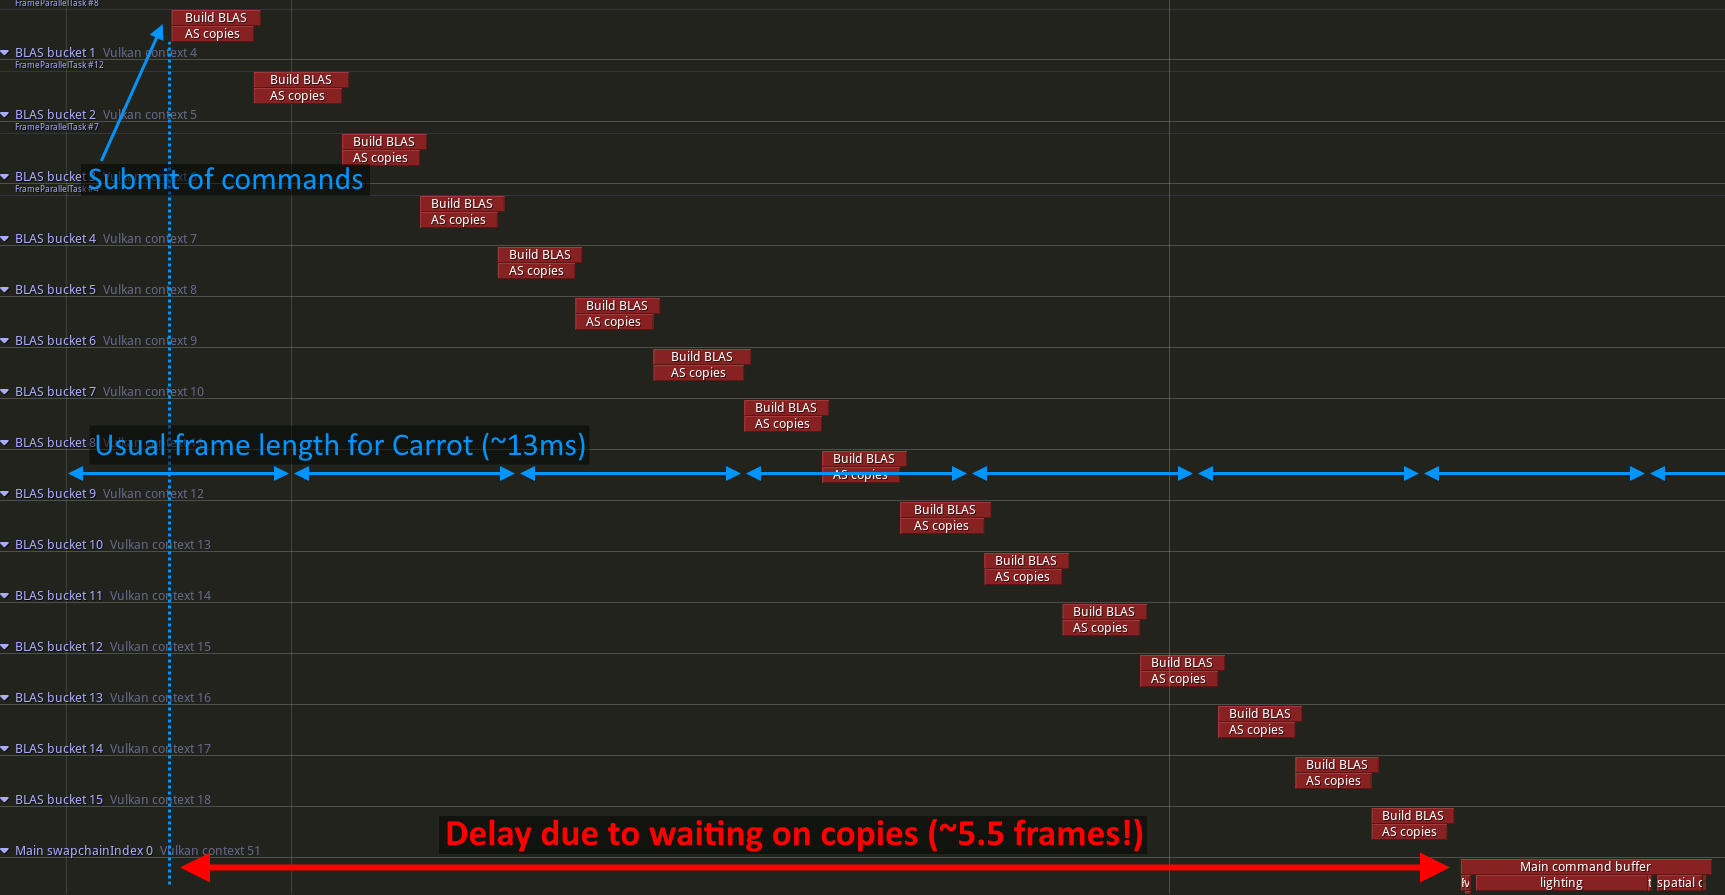 FrameParallelTask #8
Build BLAS
AS copies
BLAS bucket 1 Vulkan context 4
FrameParallelTask #12
Build BLAS
AS copies
BLAS bucket 2 Vulkan context 5
FrameParallelTask #7
Build BLAS
AS copies
BLAS bucket
Submit of commands
FrameParallelTask
Build BLAS
AS copies
BLAS bucket 4 Vulkan context 7
Build BLAS
AS copies
BLAS bucket 5 Vulkan context 8
Build BLAS
AS copies
BLAS bucket 6 Vulkan context 9
Build BLAS
AS copies
BLAS bucket 7 Vulkan context 10
Build BLAS
AS copies
BLAS bucket 8
Usual frame length for Carrot (~13ms)
Build BLAS
AS copies
BLAS bucket 9 Vulkan context 12
Build BLAS
AS copies
BLAS bucket 10 Vulkan context 13
Build BLAS
AS copies
BLAS bucket 11 Vulkan context 14
Build BLAS
AS copies
BLAS bucket 12 Vulkan context 15
Build BLAS
AS copies
BLAS bucket 13 Vulkan context 16
Build BLAS
AS copies
BLAS bucket 14 Vulkan context 17
Build BLAS
AS copies
BLAS bucket 15 Vulkan context 18
Build BLAS
AS copies
Delay due to waiting on copies (~5.5 frames!)
Main swapchainIndex 0 Vulkan context 51
Main command buffer
lighting
spatial